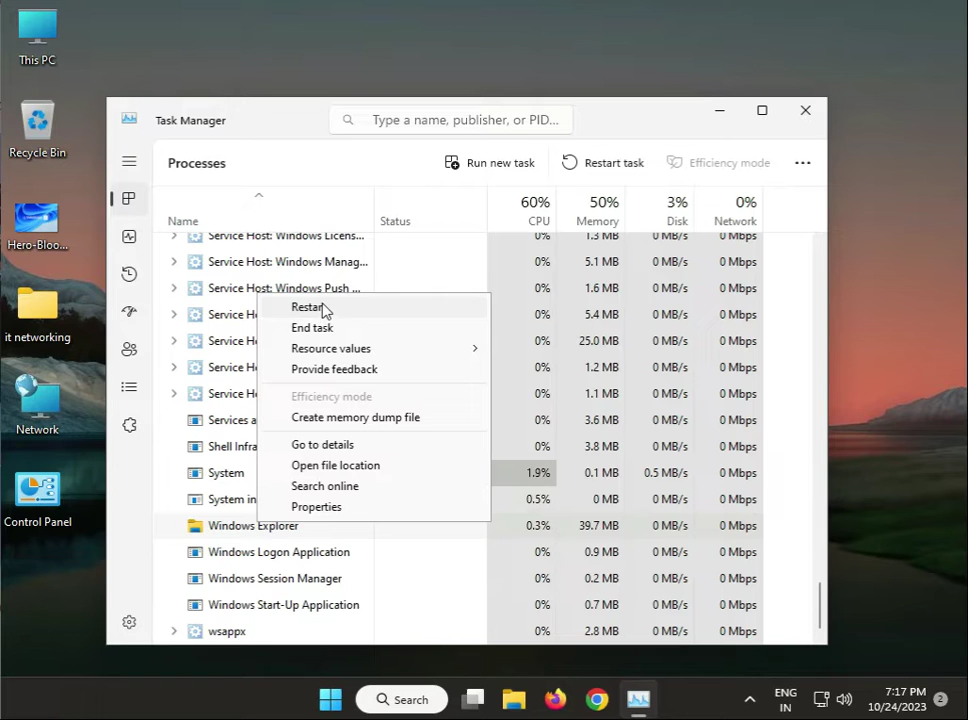 This PC
Recycle Bin
Hero-Bloo...
it networking
Network
Control Panel
Task Manager
Type a name, publisher, or PID...
Processes
Run new task
Restart task
Efficiency mode
60% 50% 3% 0%
Name Status CPU Memory Disk Network
Service Host: Windows Licens... 0% 1.3 MB 0 MB/s 0 Mbps
Service Host: Windows Manag... 0% 5.1 MB 0 MB/s 0 Mbps
Service Host: Windows Push ... 0% 1.6 MB 0 MB/s 0 Mbps
Service H 0% 5.4 MB 0 MB/s 0 Mbps
Service H 0% 25.0 MB 0 MB/s 0 Mbps
Service H 0% 1.2 MB 0 MB/s 0 Mbps
Service H 0% 1.1 MB 0 MB/s 0 Mbps
Services a 0% 3.6 MB 0 MB/s 0 Mbps
Shell Infra 0% 3.8 MB 0 MB/s 0 Mbps
System 1.9% 0.1 MB 0.5 MB/s 0 Mbps
System in 0.5% 0 MB 0 MB/s 0 Mbps
Windows Explorer 0.3% 39.7 MB 0 MB/s 0 Mbps
Windows Logon Application 0% 0.9 MB 0 MB/s 0 Mbps
Windows Session Manager 0% 0.2 MB 0 MB/s 0 Mbps
Windows Start-Up Application 0% 0.7 MB 0 MB/s 0 Mbps
wsappx 0% 2.8 MB 0 MB/s 0 Mbps
Restart
End task
Resource values
Provide feedback
Efficiency mode
Create memory dump file
Go to details
Open file location
Search online
Properties
Search
ENG
IN
7:17 PM
10/24/2023
2